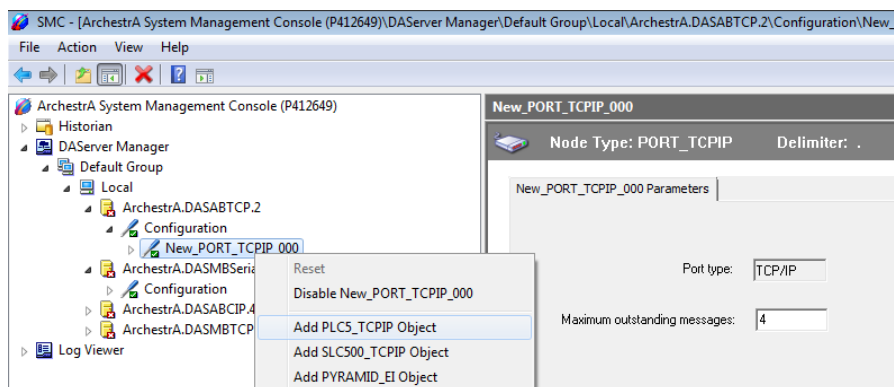 SMC - [ArchestrA System Management Console (P412649)\DAServer Manager\Default Group\Local\ArchestrA.DASABTCP.2\Configuration\New_
File Action View Help
ArchestrA System Management Console (P412649)
Historian
DAServer Manager
Default Group
Local
ArchestrA.DASABTCP.2
Configuration
New_PORT_TCPIP_000
ArchestrA.DASMBSeria
Configuration
ArchestrA.DASABCIP.4
ArchestrA.DASMBTCP
Log Viewer
Reset
Disable New_PORT_TCPIP_000
Add PLC5_TCPIP Object
Add SLC500_TCPIP Object
Add PYRAMID_EI Object
New_PORT_TCPIP_000
Node Type: PORT_TCPIP Delimiter: .
New_PORT_TCPIP_000 Parameters
Port type: TCP/IP
Maximum outstanding messages: 4